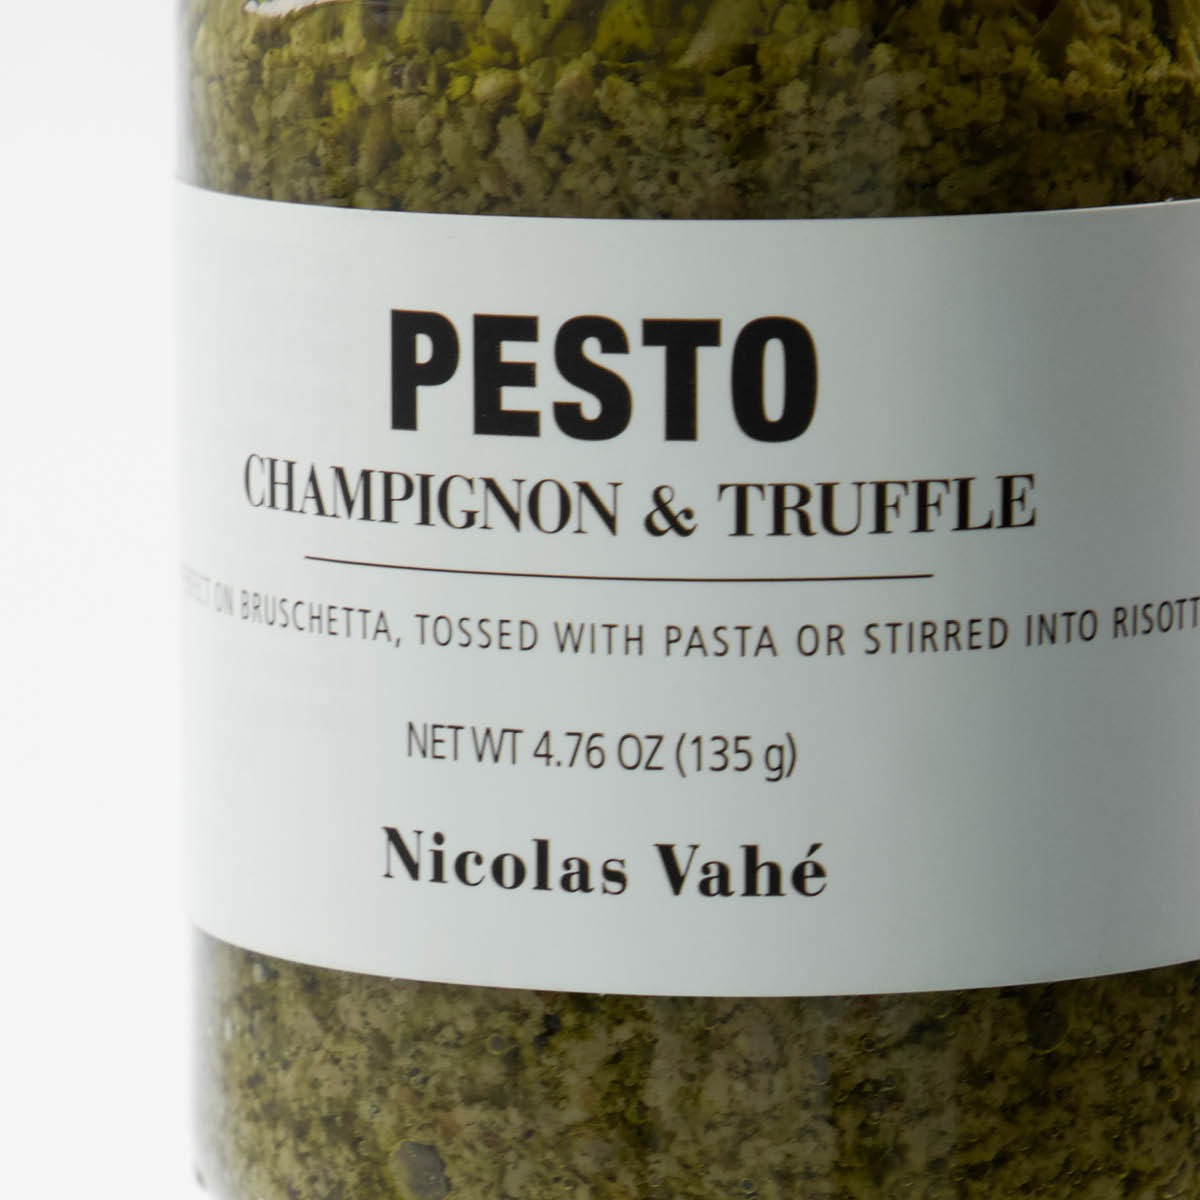 PESTO
CHAMPIGNON & TRUFFLE
ON BRUSCHETTA, TOSSED WITH PASTA OR STIRRED INTO RISOTT
NET WT 4.76 OZ (135 g)
Nicolas Vahé